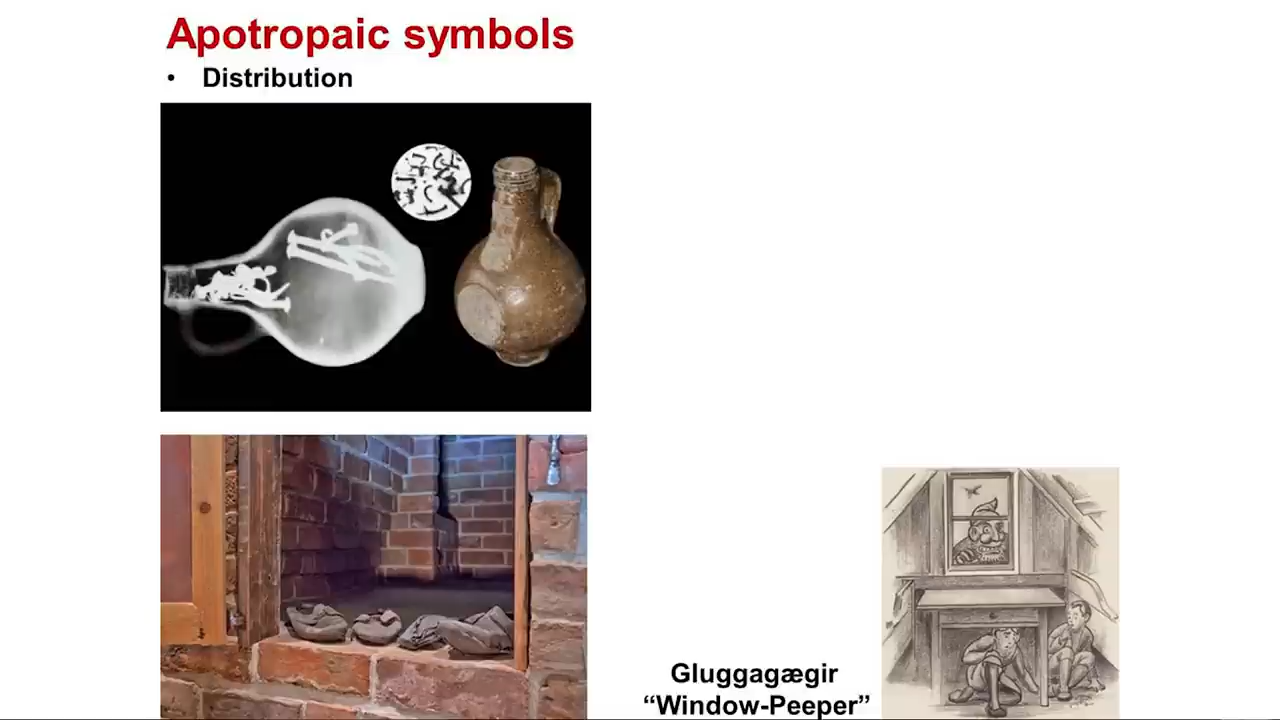 Apotropaic symbols
• Distribution
Gluggagægir
“Window-Peeper”